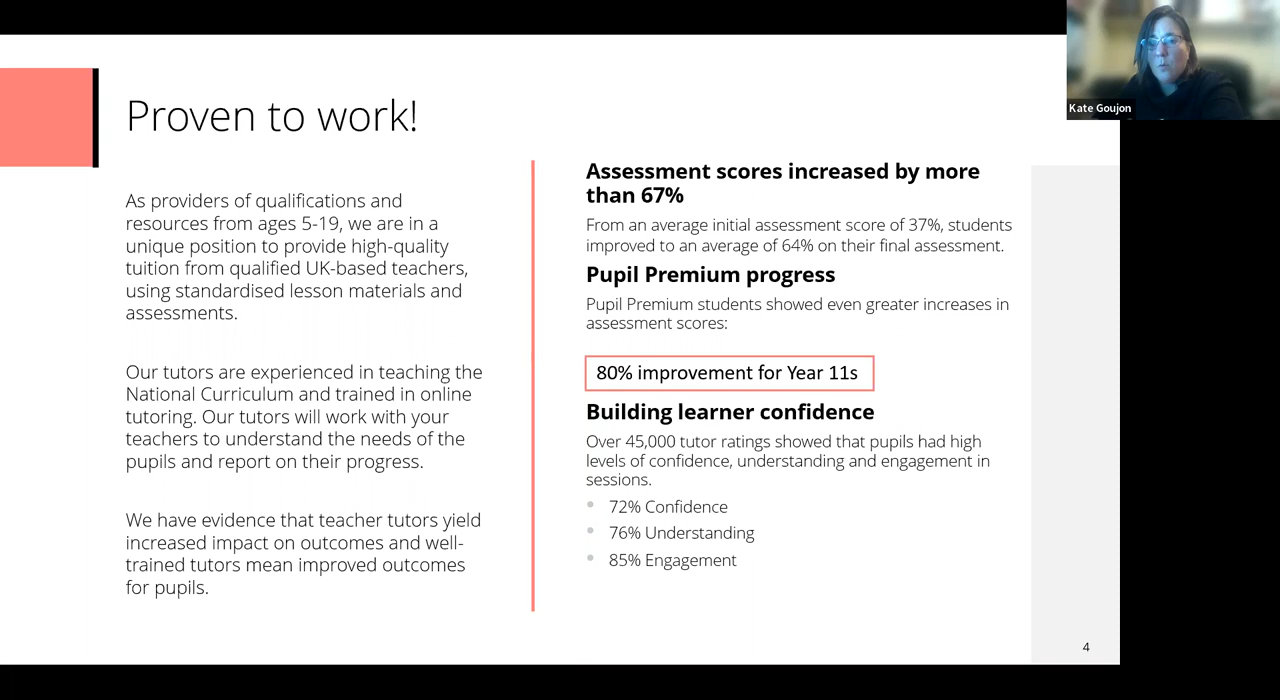 Kate Goujon
Proven to work!
As providers of qualifications and
resources from ages 5-19, we are in a
unique position to provide high-quality
tuition from qualified UK-based teachers,
using standardised lesson materials and
assessments.
Our tutors are experienced in teaching the
National Curriculum and trained in online
tutoring. Our tutors will work with your
teachers to understand the needs of the
pupils and report on their progress.
We have evidence that teacher tutors yield
increased impact on outcomes and well-
trained tutors mean improved outcomes
for pupils.
Assessment scores increased by more
than 67%
From an average initial assessment score of 37%, students
improved to an average of 64% on their final assessment.
Pupil Premium progress
Pupil Premium students showed even greater increases in
assessment scores:
80% improvement for Year 11s
Building learner confidence
Over 45,000 tutor ratings showed that pupils had high
levels of confidence, understanding and engagement in
sessions.
• 72% Confidence
• 76% Understanding
• 85% Engagement
4